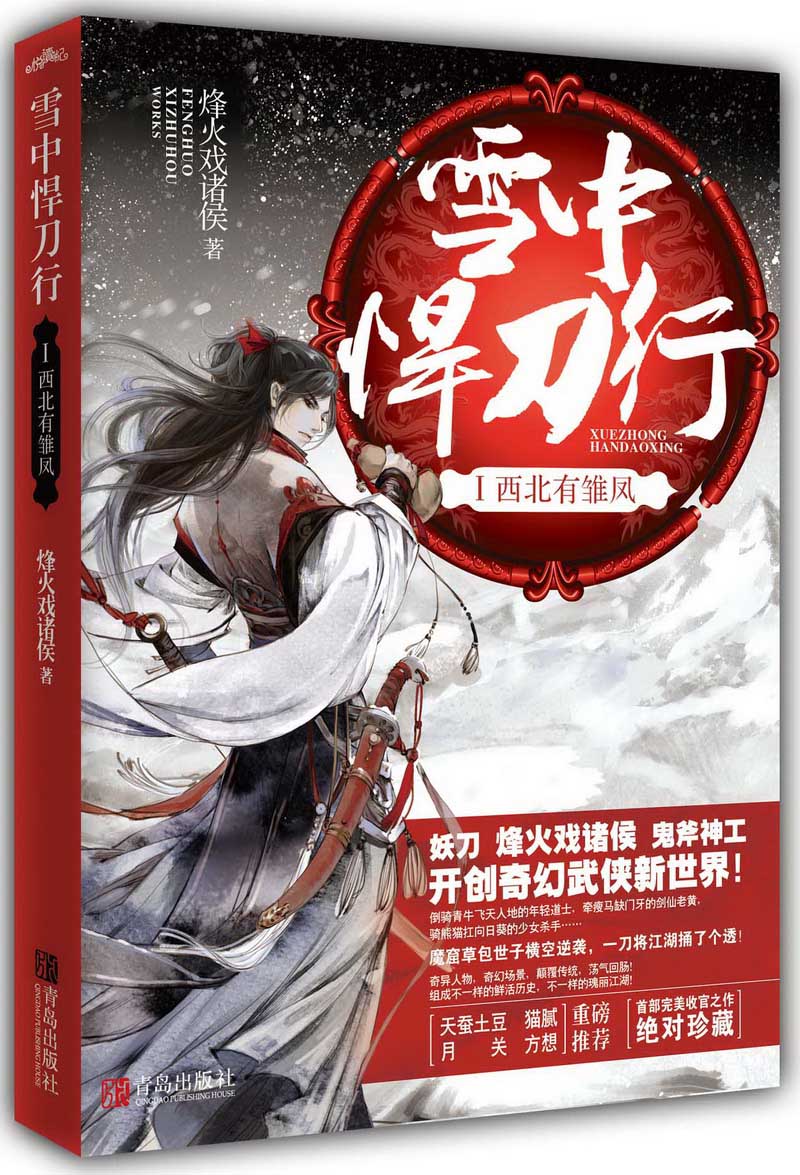 悦读纪
雪中悍刀行
I 西北有雏凤
烽火戏诸侯 著
青岛出版社
QINGDAO PUBLISHING HOUSE
烽火戏诸侯 著
FENGHUO
XIZHUHOU
WORKS
雪中
悍刀行
XUEZHONG
HANDAOXING
I 西北有雏凤
妖刀 烽火戏诸侯 鬼斧神工
开创奇幻武侠新世界!
倒骑青牛飞天人地的年轻道士,牵瘦马缺门牙的剑仙老黄,
骑熊猫扛向日葵的少女杀手……
魔窟草包世子横空逆袭,一刀将江湖捅了个透!
奇异人物,奇幻场景,颠覆传统,荡气回肠!
组成不一样的鲜活历史,不一样的瑰丽江湖!
天蚕土豆 猫腻
月关 方想
重磅
推荐
首部完美收官之作
绝对珍藏
青岛出版社
QINGDAO PUBLISHING HOUSE